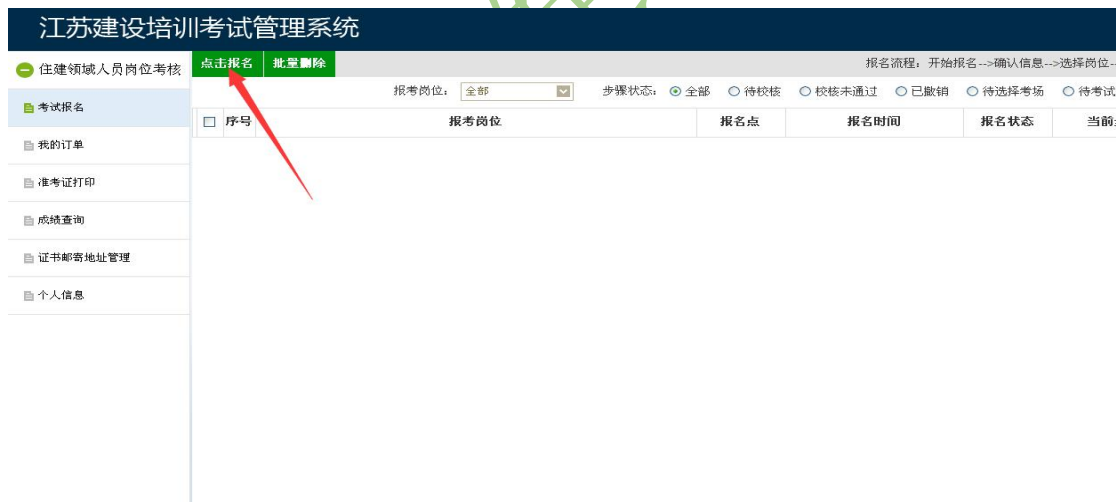 江苏建设培训考试管理系统
住建领域人员岗位考核
考试报名
我的订单
准考证打印
成绩查询
证书邮寄地址管理
个人信息
点击报名 批量删除 报名流程：开始报名-->确认信息-->选择岗位--
报考岗位： 全部 步骤状态： 全部 待校核 校核未通过 已撤销 待选择考场 待考试
序号 报考岗位 报名点 报名时间 报名状态 当前